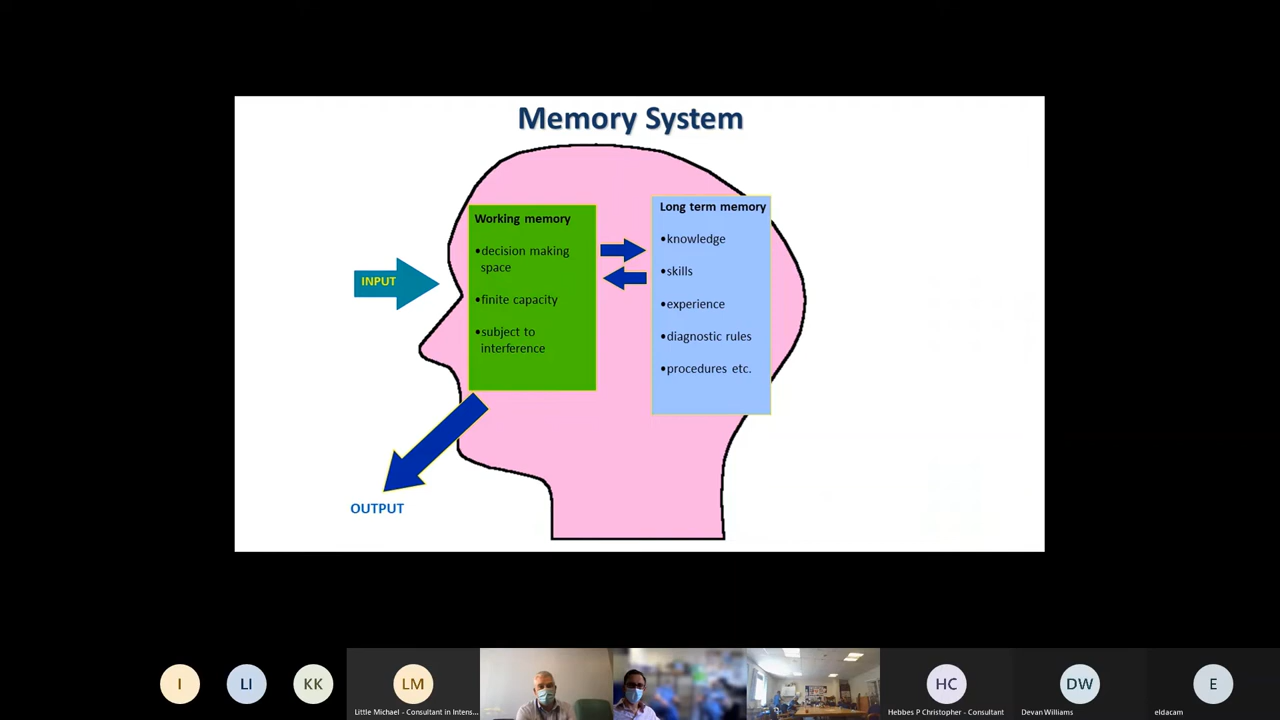 Memory System
Working memory
•decision making
space
•finite capacity
•subject to
interference
Long term memory
•knowledge
•skills
•experience
•diagnostic rules
•procedures etc.
INPUT
OUTPUT
I
LI
KK
LM
Little Michael - Consultant in Intens...
HC
Hebbes P Christopher - Consultant
DW
Devan Williams
E
eldacam